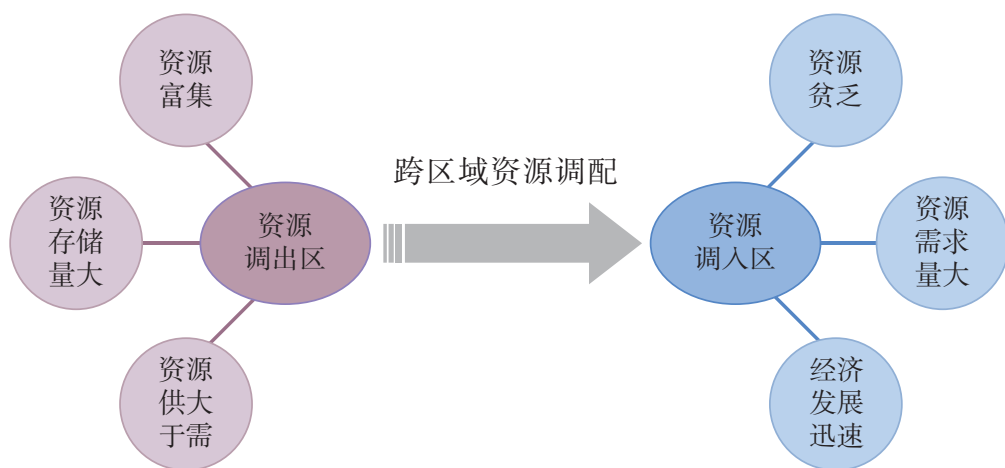 资源
富集
资源
存储
量大
资源
供大
于需
资源
调出区
跨区域资源调配
资源
调入区
资源
贫乏
资源
需求
量大
经济
发展
迅速